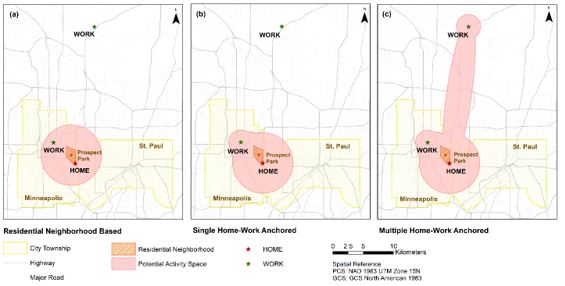 (a)
(b)
(c)
N
N
N
WORK
WORK
WORK
WORK
Prospect
Park
St. Paul
HOME
Minneapolis
WORK
Prospect
Park
St. Paul
HOME
Minneapolis
WORK
Prospect
Park
St. Paul
HOME
Minneapolis
Residential Neighborhood Based
Single Home-Work Anchored
Multiple Home-Work Anchored
City Township
Highway
Major Road
Residential Neighborhood
Potential Activity Space
HOME
WORK
0 2.5 5 10
Kilometers
Spatial Reference
PCS: NAD 1983 UTM Zone 15N
GCS: GCS North American 1983